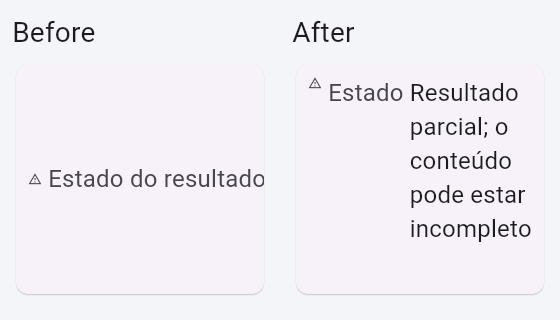 Before
After
Estado do resultado
Estado
Resultado
parcial; o
conteúdo
pode estar
incompleto